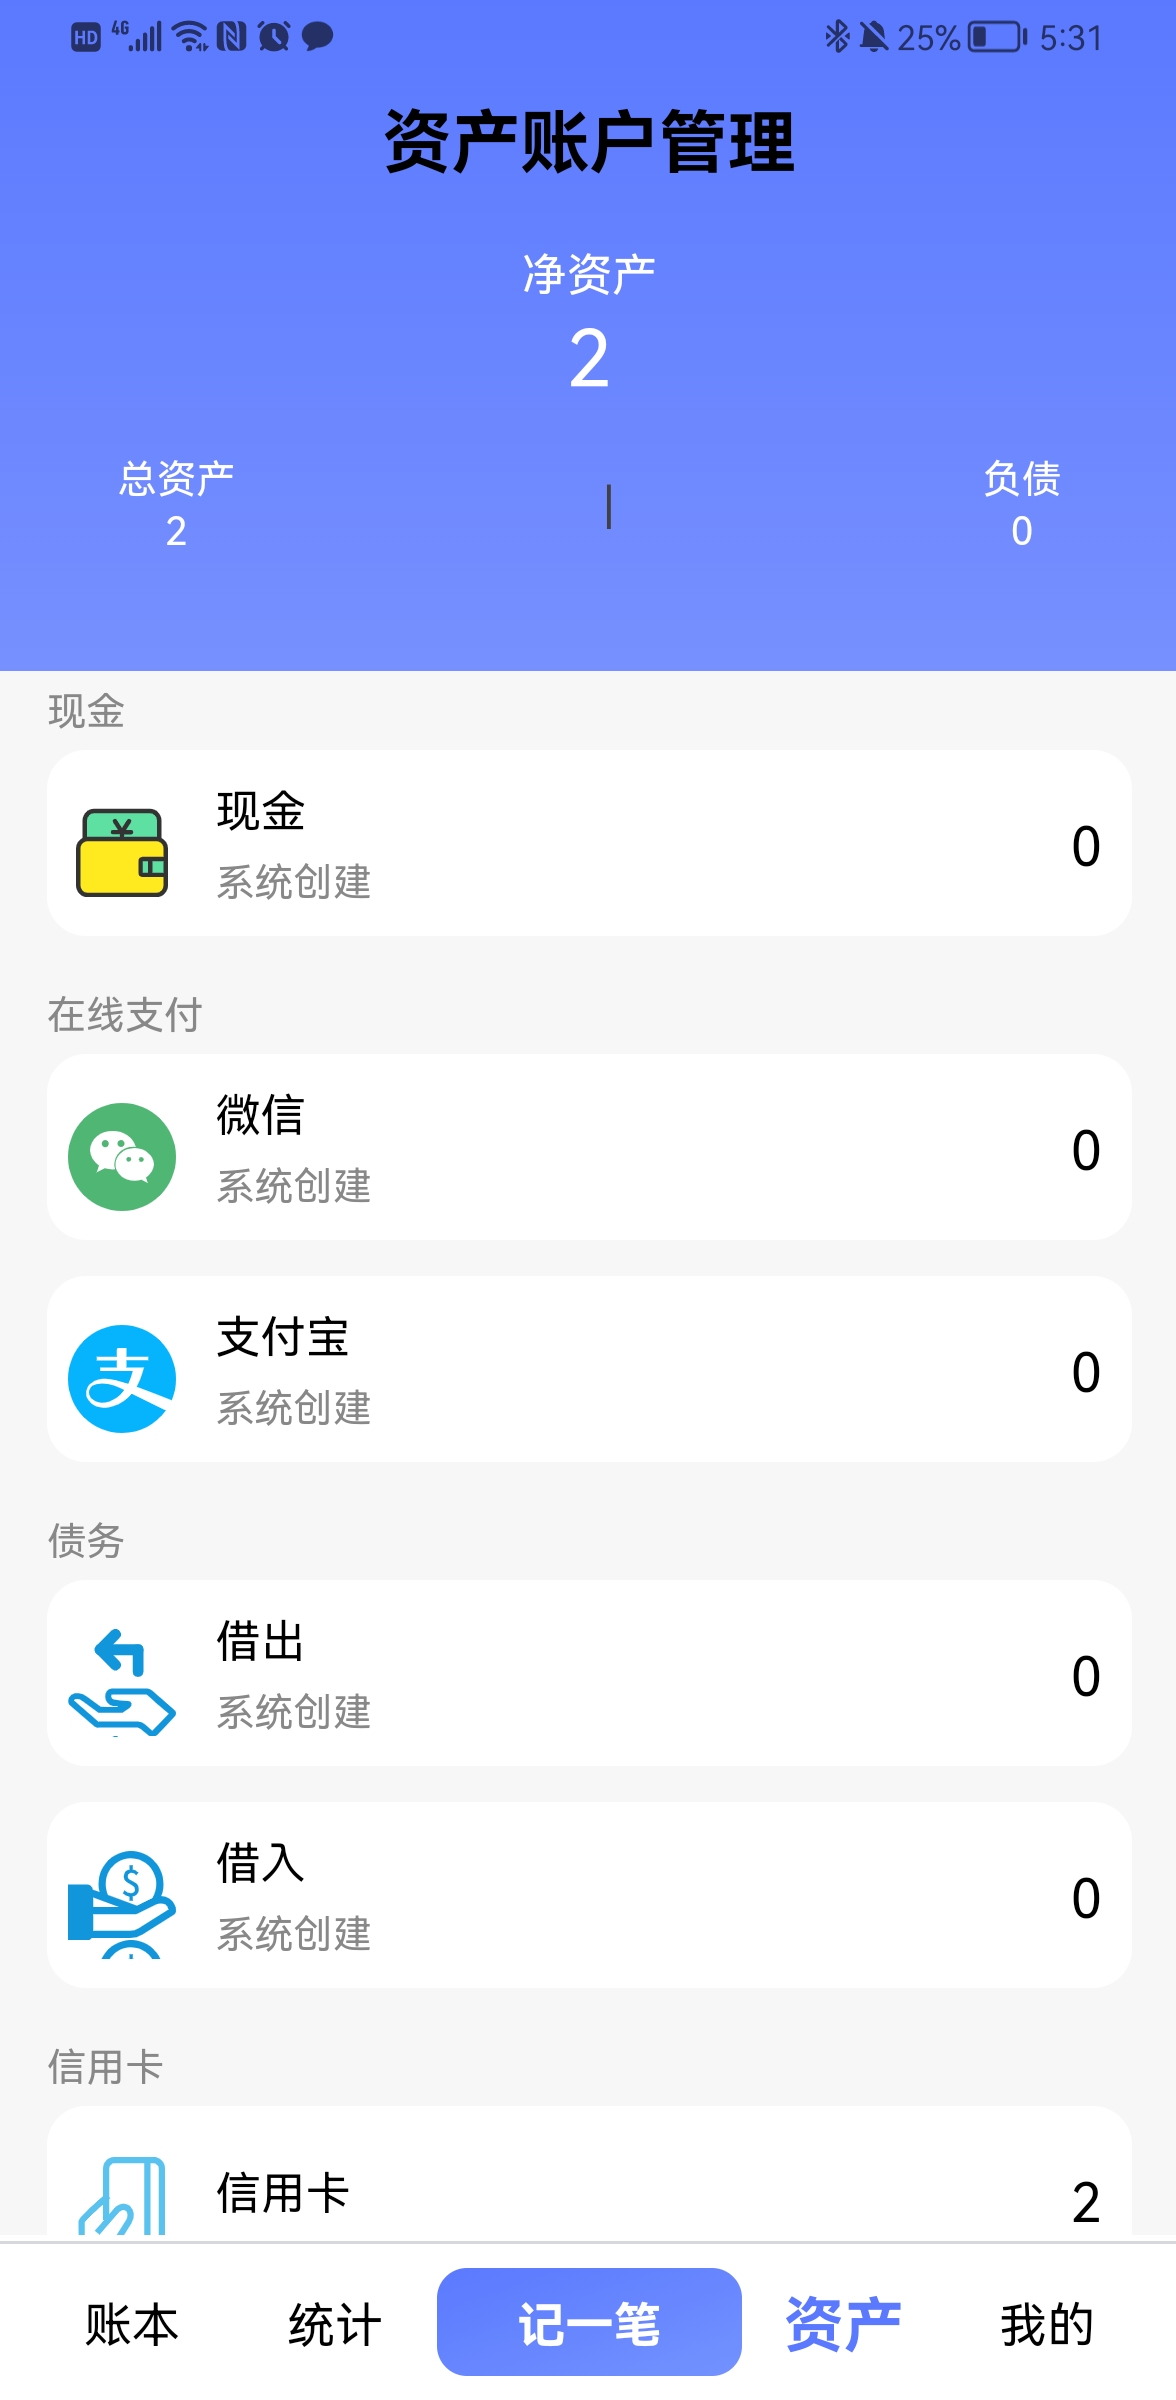 HD 4G 25% 5:31
资产账户管理
净资产
2
总资产 | 负债
2 0
现金
现金
系统创建
0
在线支付
微信
系统创建
0
支
支付宝
系统创建
0
债务
借出
系统创建
0
$
借入
系统创建
0
信用卡
信用卡
2
账本 统计 记一笔 资产 我的